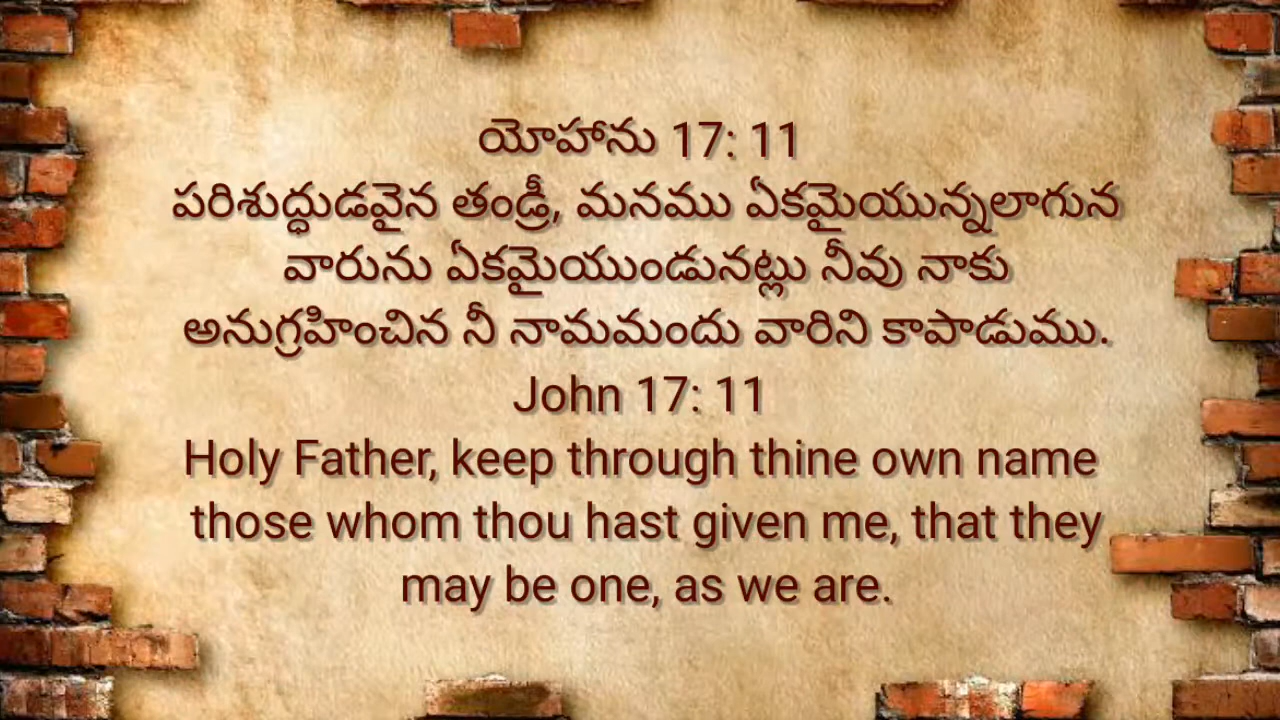 యోహాను 17: 11
పరిశుద్ధుడవైన తండ్రీ, మనము ఏకమైయున్నలాగున
వారును ఏకమైయుండునట్లు నీవు నాకు
అనుగ్రహించిన నీ నామమందు వారిని కాపాడుము.
John 17: 11
Holy Father, keep through thine own name
those whom thou hast given me, that they
may be one, as we are.